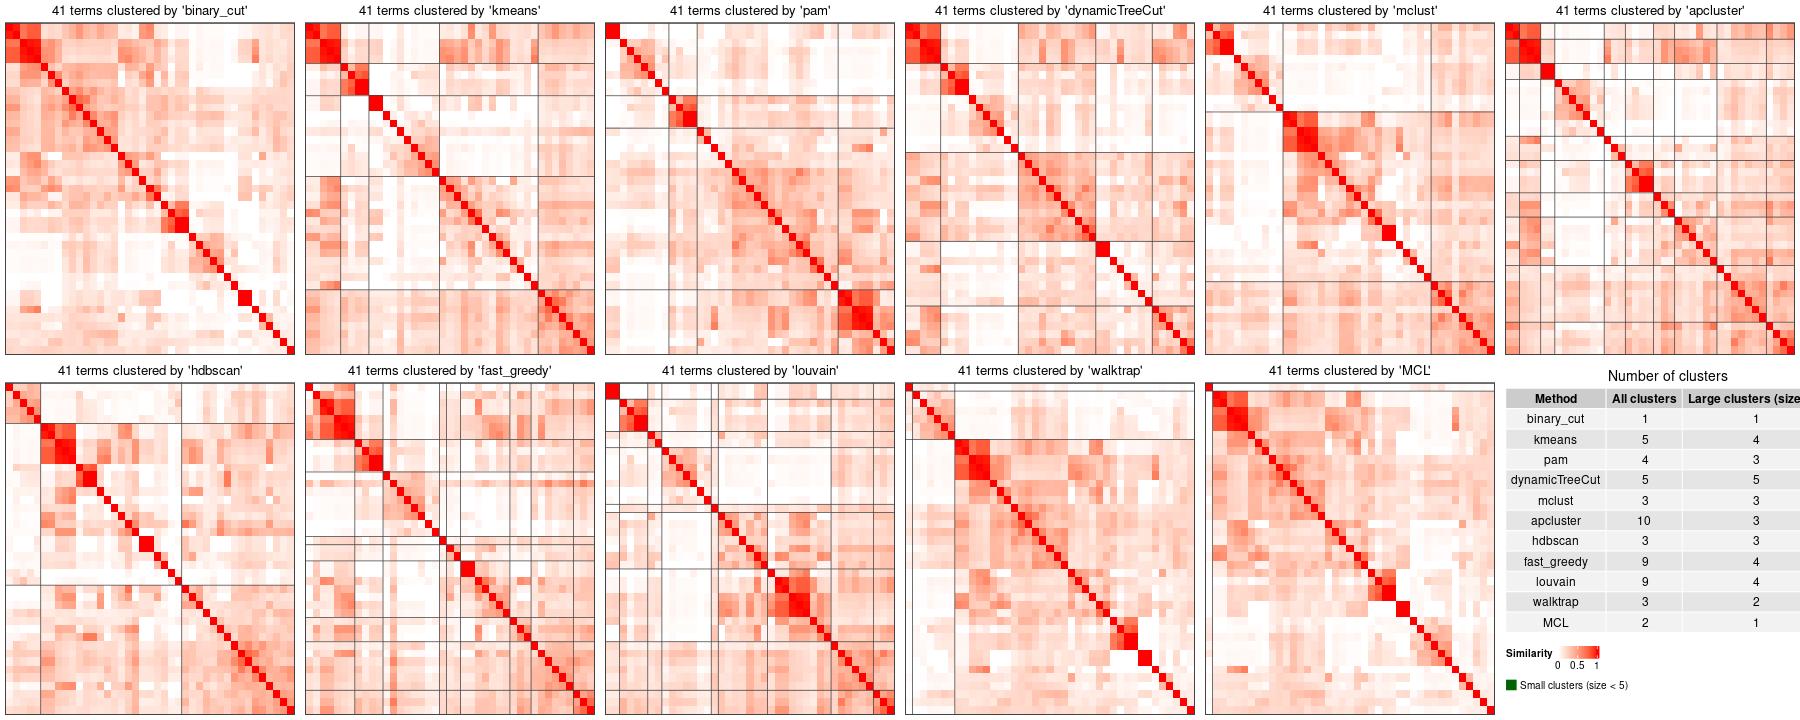 41 terms clustered by 'binary_cut'
41 terms clustered by 'kmeans'
41 terms clustered by 'pam'
41 terms clustered by 'dynamicTreeCut'
41 terms clustered by 'mclust'
41 terms clustered by 'apcluster'
41 terms clustered by 'hdbscan'
41 terms clustered by 'fast_greedy'
41 terms clustered by 'louvain'
41 terms clustered by 'walktrap'
41 terms clustered by 'MCL'
Number of clusters
Method All clusters Large clusters (size
binary_cut 1 1
kmeans 5 4
pam 4 3
dynamicTreeCut 5 5
mclust 3 3
apcluster 10 3
hdbscan 3 3
fast_greedy 9 4
louvain 9 4
walktrap 3 2
MCL 2 1
Similarity
0 0.5 1
Small clusters (size < 5)